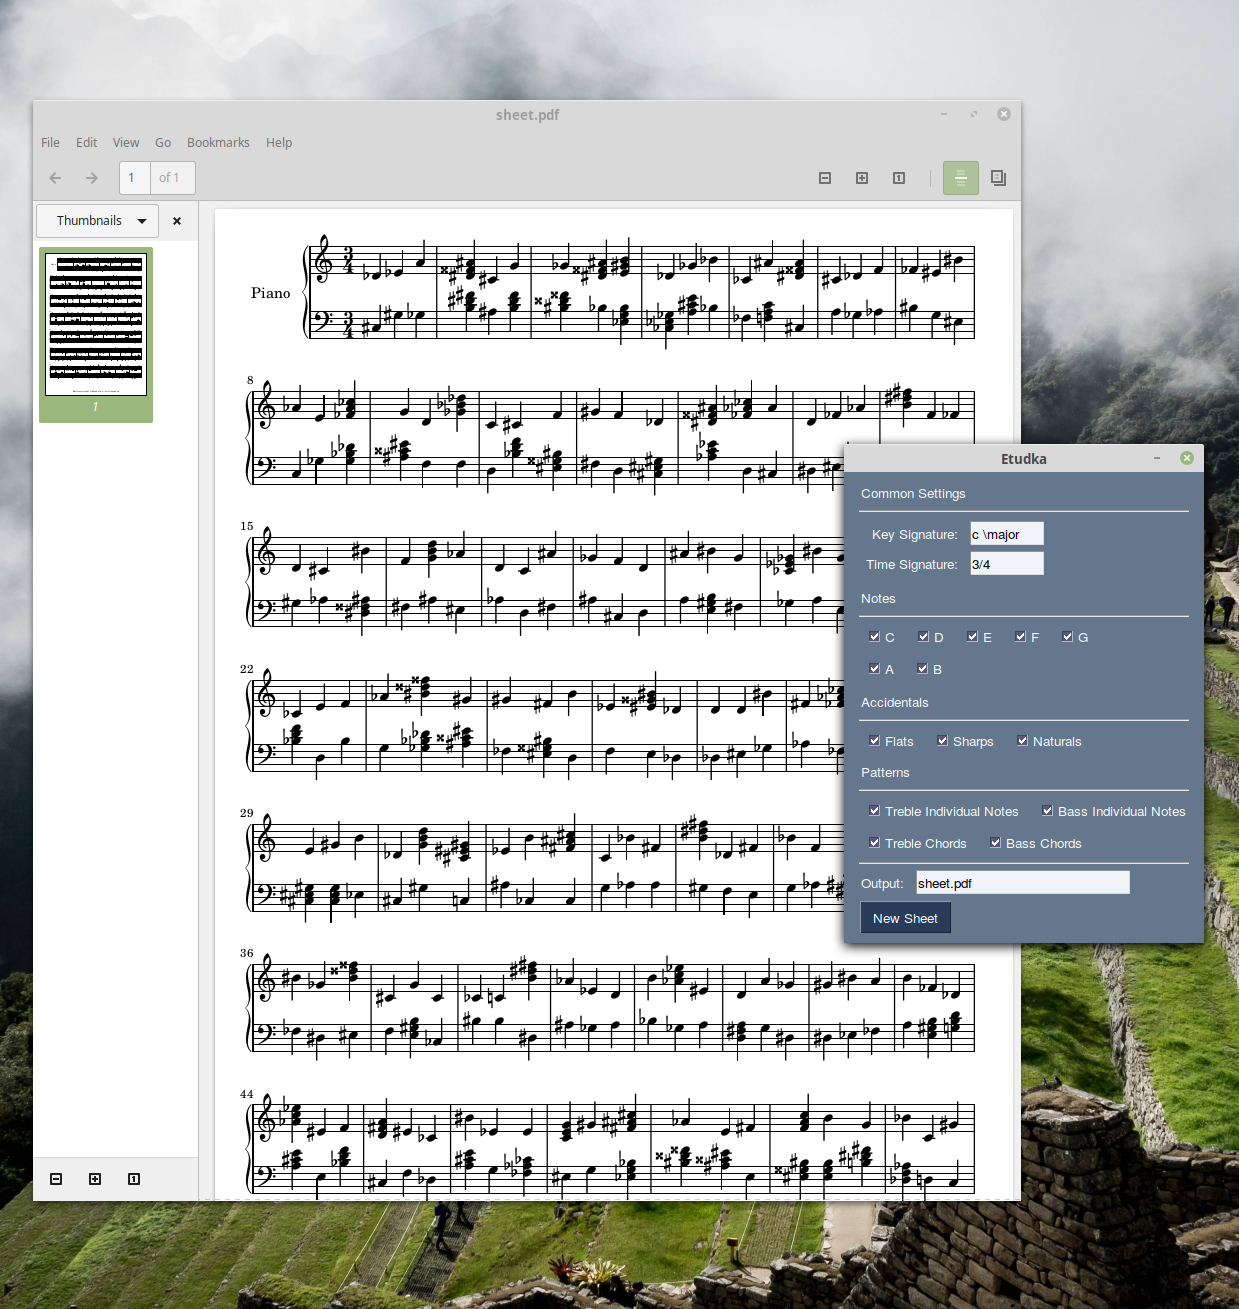 sheet.pdf
File Edit View Go Bookmarks Help
1 of 1
Thumbnails
1
Piano
3
4
3
4
8
15
22
29
36
44
Etudka
Common Settings
Key Signature: c \major
Time Signature: 3/4
Notes
C D E F G
A B
Accidentals
Flats Sharps Naturals
Patterns
Treble Individual Notes Bass Individual Notes
Treble Chords Bass Chords
Output: sheet.pdf
New Sheet